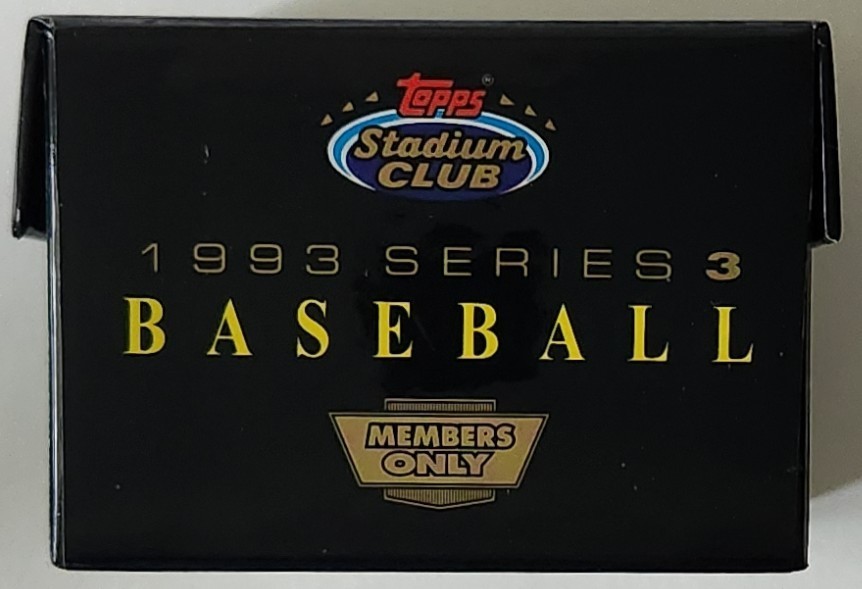 Topps®
Stadium
CLUB
1993 SERIES 3
BASEBALL
MEMBERS
ONLY